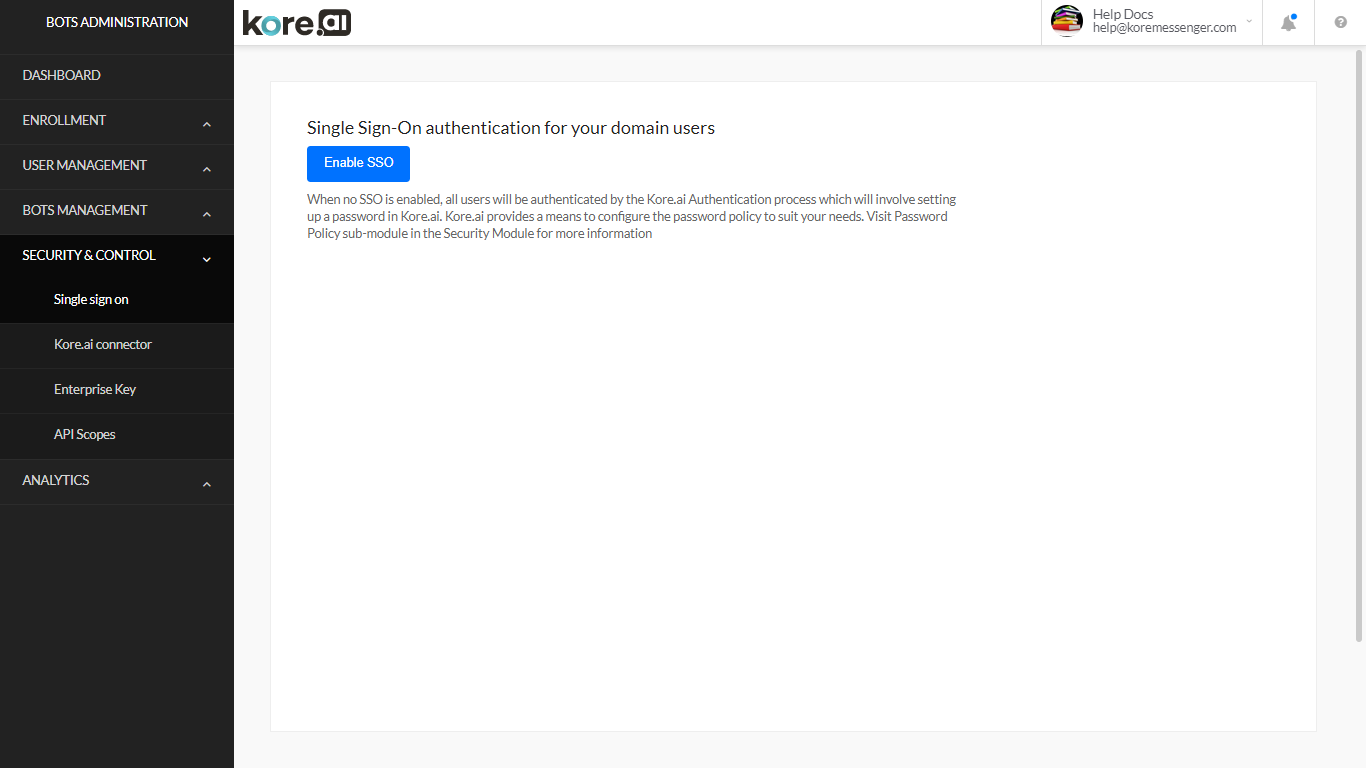 BOTS ADMINISTRATION
kore.ai
Help Docs
help@koremessenger.com
?
DASHBOARD
ENROLLMENT
USER MANAGEMENT
BOTS MANAGEMENT
SECURITY & CONTROL
Single sign on
Kore.ai connector
Enterprise Key
API Scopes
ANALYTICS
Single Sign-On authentication for your domain users
Enable SSO
When no SSO is enabled, all users will be authenticated by the Kore.ai Authentication process which will involve setting
up a password in Kore.ai. Kore.ai provides a means to configure the password policy to suit your needs. Visit Password
Policy sub-module in the Security Module for more information